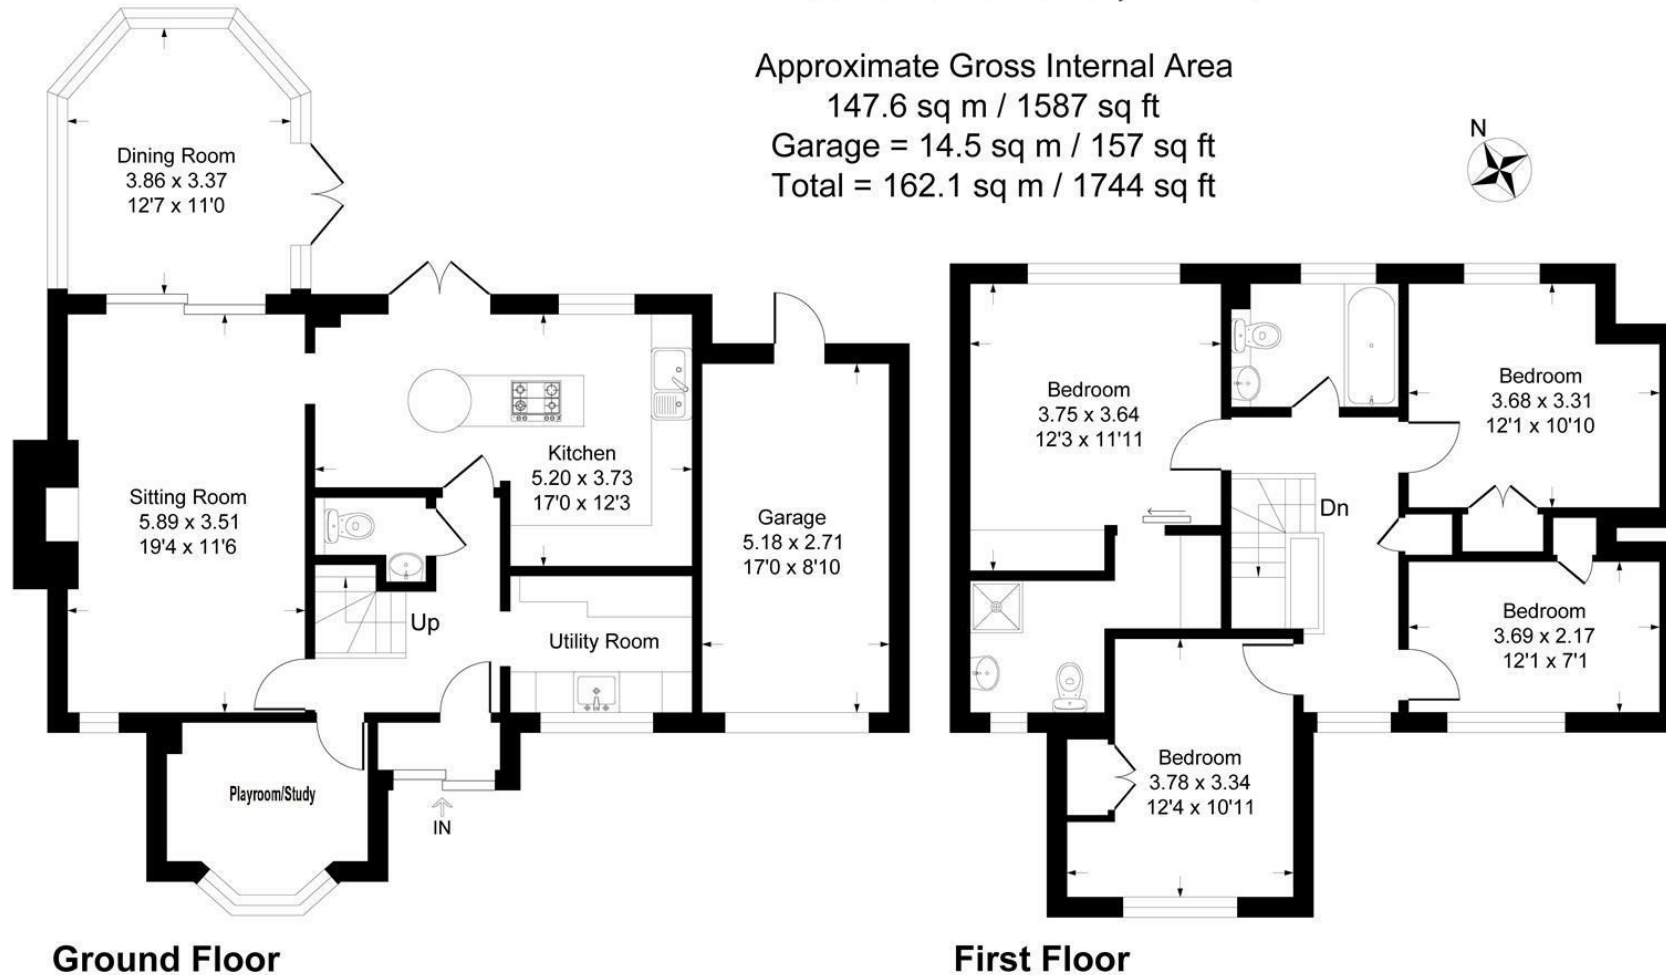 Approximate Gross Internal Area
147.6 sq m / 1587 sq ft
Garage = 14.5 sq m / 157 sq ft
Total = 162.1 sq m / 1744 sq ft
N
Dining Room
3.86 x 3.37
12'7 x 11'0
Kitchen
5.20 x 3.73
17'0 x 12'3
Sitting Room
5.89 x 3.51
19'4 x 11'6
Garage
5.18 x 2.71
17'0 x 8'10
Up
Utility Room
Playroom/Study
IN
Ground Floor
Bedroom
3.75 x 3.64
12'3 x 11'11
Bedroom
3.68 x 3.31
12'1 x 10'10
Dn
Bedroom
3.69 x 2.17
12'1 x 7'1
Bedroom
3.78 x 3.34
12'4 x 10'11
First Floor